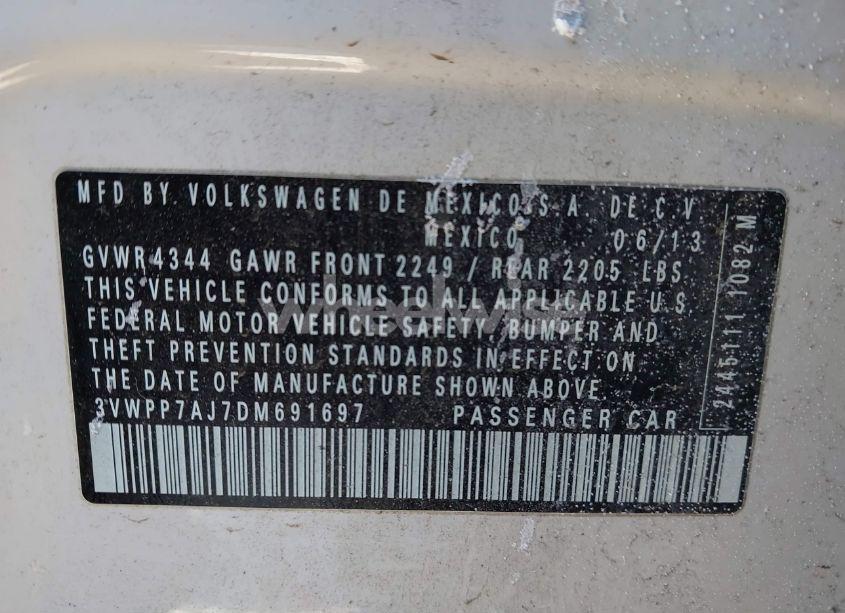 MFD BY. VOLKSWAGEN DE MEXICO.S.A. DE C.V
MEXICO 06/13
GVWR 4344 GAWR FRONT 2249 / REAR 2205 LBS
THIS VEHICLE CONFORMS TO ALL APPLICABLE U.S
FEDERAL MOTOR VEHICLE SAFETY, BUMPER AND
THEFT PREVENTION STANDARDS IN EFFECT ON
THE DATE OF MANUFACTURE SHOWN ABOVE.
3VWPP7AJ7DM691697 PASSENGER CAR
2445111 1082 M